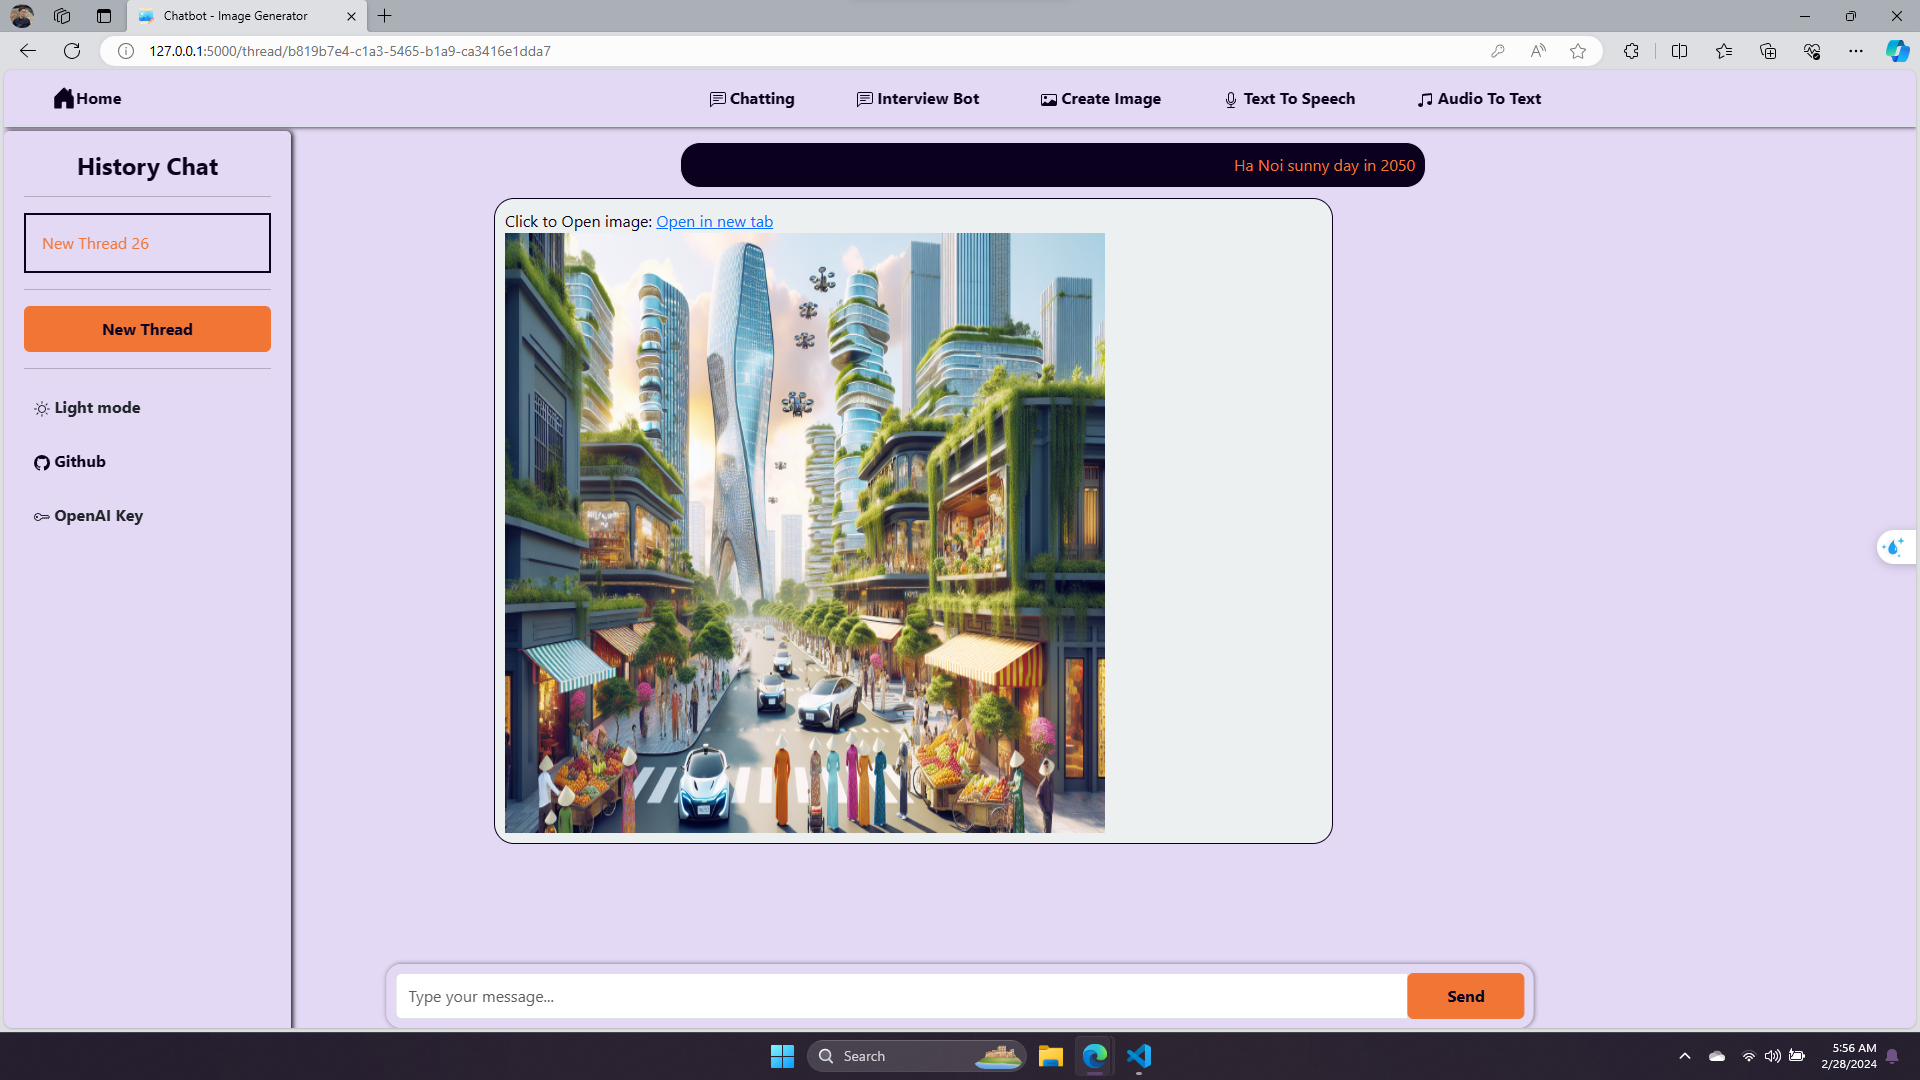 Chatbot - Image Generator
127.0.0.1:5000/thread/b819b7e4-c1a3-5465-b1a9-ca3416e1dda7
Home
Chatting
Interview Bot
Create Image
Text To Speech
Audio To Text
History Chat
New Thread 26
New Thread
Light mode
Github
OpenAI Key
Ha Noi sunny day in 2050
Click to Open image: Open in new tab
Type your message...
Send
Search
5:56 AM
2/28/2024